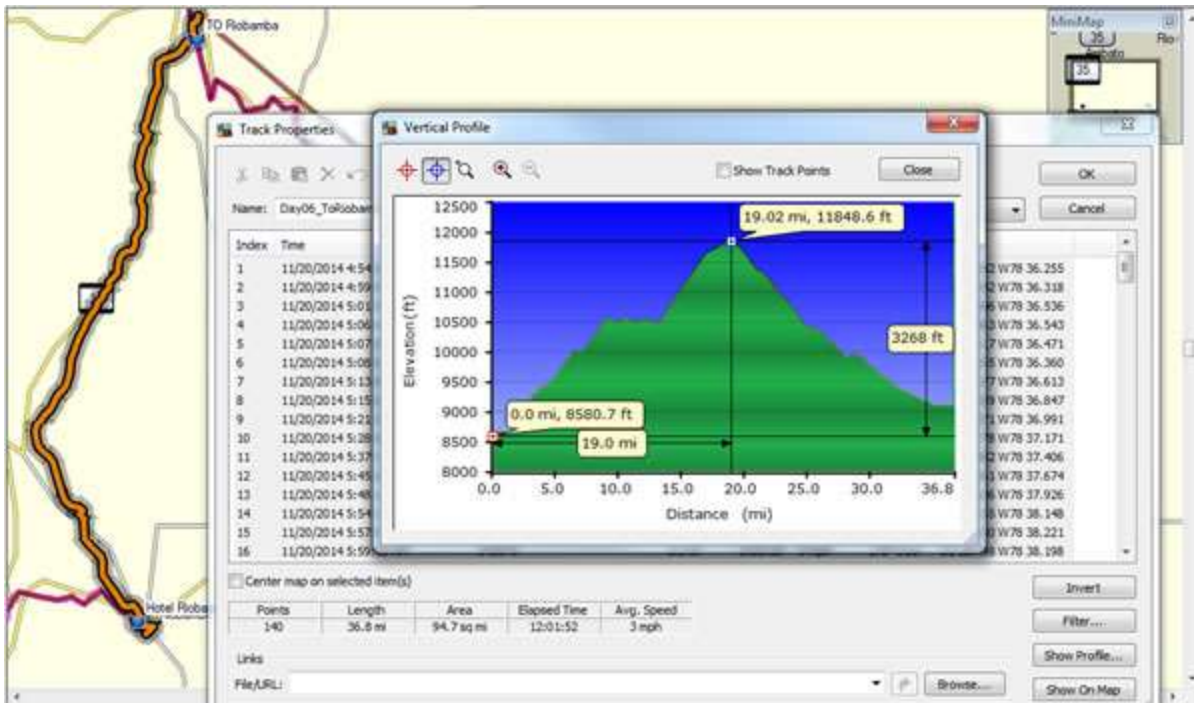 TO Riobamba
MiniMap
35
Ambato
Rio
35
Track Properties
Vertical Profile
Show Track Points
Close
OK
Name: Day06_ToRiobam
Cancel
12500
12000
11500
11000
10500
10000
9500
9000
8500
8000
Elevation(ft)
19.02 mi, 11848.6 ft
3268 ft
0.0 mi, 8580.7 ft
19.0 mi
0.0 5.0 10.0 15.0 20.0 25.0 30.0 36.8
Distance (mi)
Index Time
1 11/20/2014 4:54 W78 36.255
2 11/20/2014 4:59 W78 36.318
3 11/20/2014 5:01 W78 36.536
4 11/20/2014 5:06 W78 36.543
5 11/20/2014 5:07 W78 36.471
6 11/20/2014 5:08 W78 36.360
7 11/20/2014 5:13 W78 36.613
8 11/20/2014 5:15 W78 36.847
9 11/20/2014 5:21 W78 36.991
10 11/20/2014 5:28 W78 37.171
11 11/20/2014 5:37 W78 37.406
12 11/20/2014 5:45 W78 37.674
13 11/20/2014 5:48 W78 37.926
14 11/20/2014 5:54 W78 38.148
15 11/20/2014 5:57 W78 38.221
16 11/20/2014 5:59 W78 38.198
Center map on selected item(s)
Invert
Points Length Area Elapsed Time Avg. Speed
140 36.8 mi 94.7 sq mi 12:01:52 3 mph
Filter....
Hotel Rioba
Links
Show Profile...
File/URL:
Browse....
Show On Map